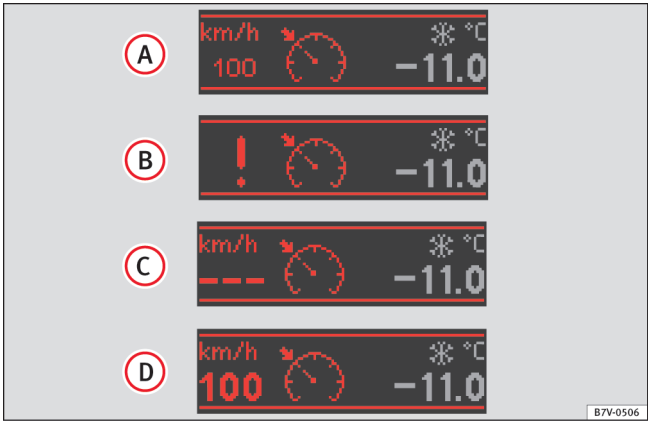 A
km/h °C
100 -11.0
B
! °C
-11.0
C
km/h °C
--- -11.0
D
km/h °C
100 -11.0
B7V-0506